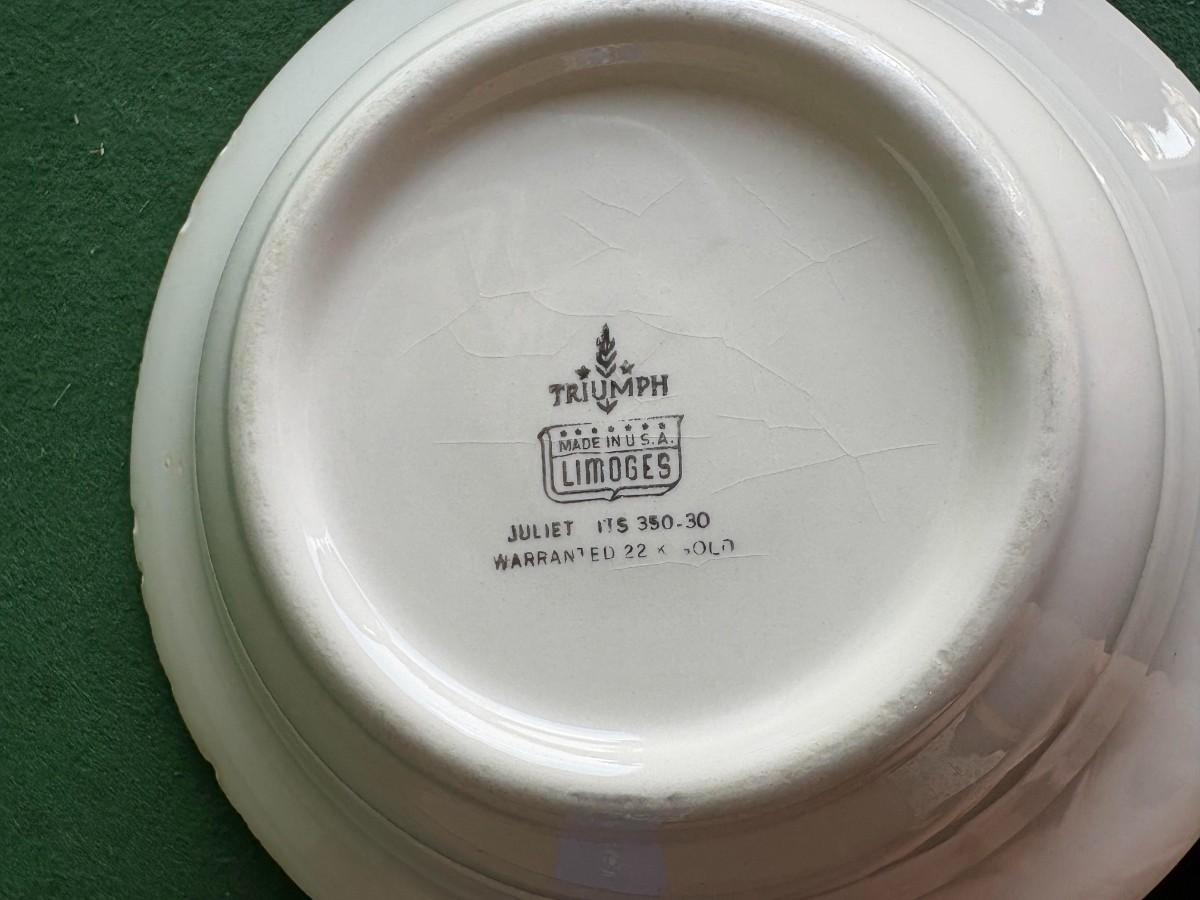 TRIUMPH
MADE IN U.S.A.
LIMOGES
JULIET ITS 350-30
WARRANTED 22 K GOLD